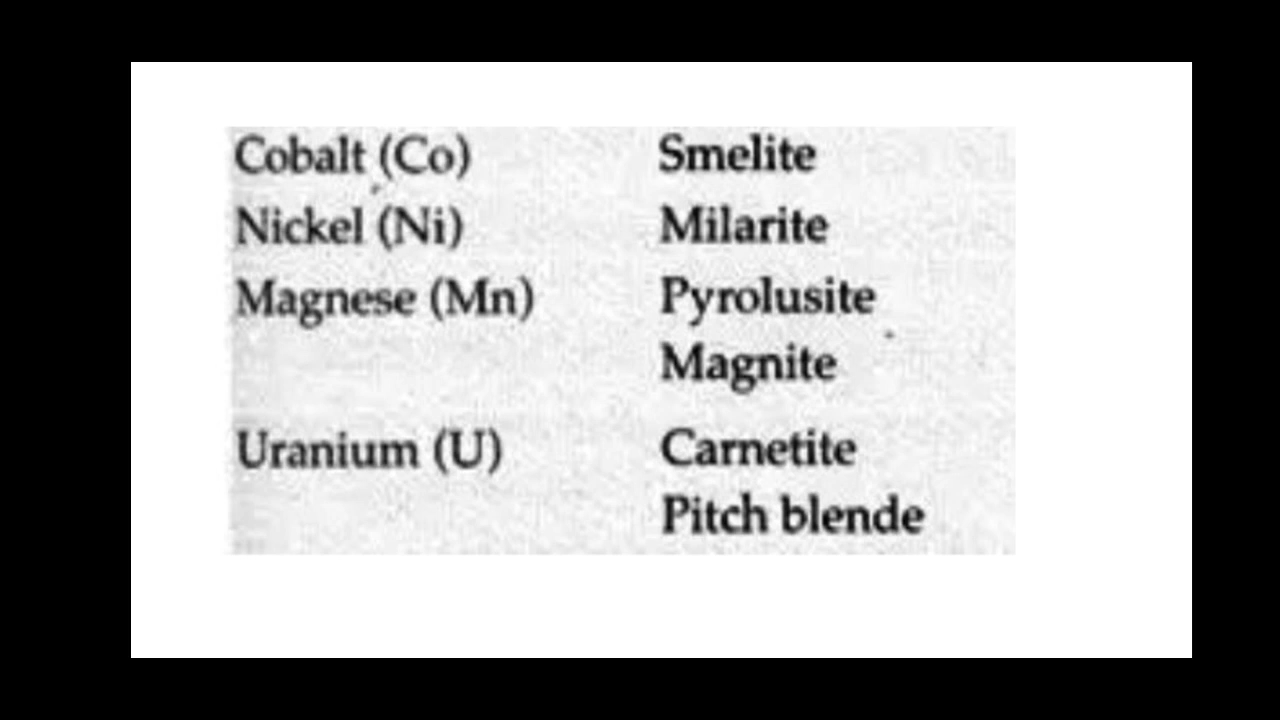 Cobalt (Co) Smelite
Nickel (Ni) Milarite
Magnese (Mn) Pyrolusite
Magnite
Uranium (U) Carnetite
Pitch blende